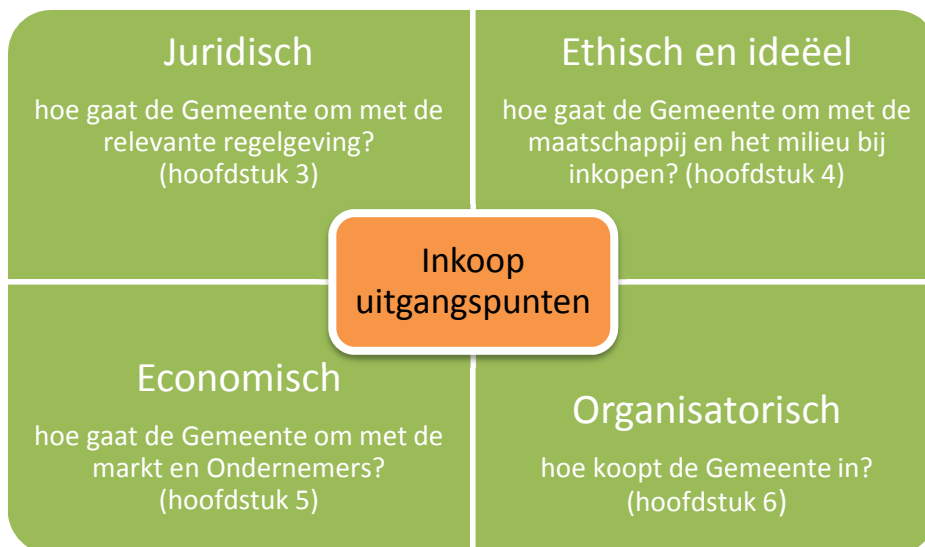 Juridisch
hoe gaat de Gemeente om met de
relevante regelgeving?
(hoofdstuk 3)
Ethisch en ideëel
hoe gaat de Gemeente om met de
maatschappij en het milieu bij
inkopen? (hoofdstuk 4)
Inkoop
uitgangspunten
Economisch
hoe gaat de Gemeente om met de
markt en Ondernemers?
(hoofdstuk 5)
Organisatorisch
hoe koopt de Gemeente in?
(hoofdstuk 6)